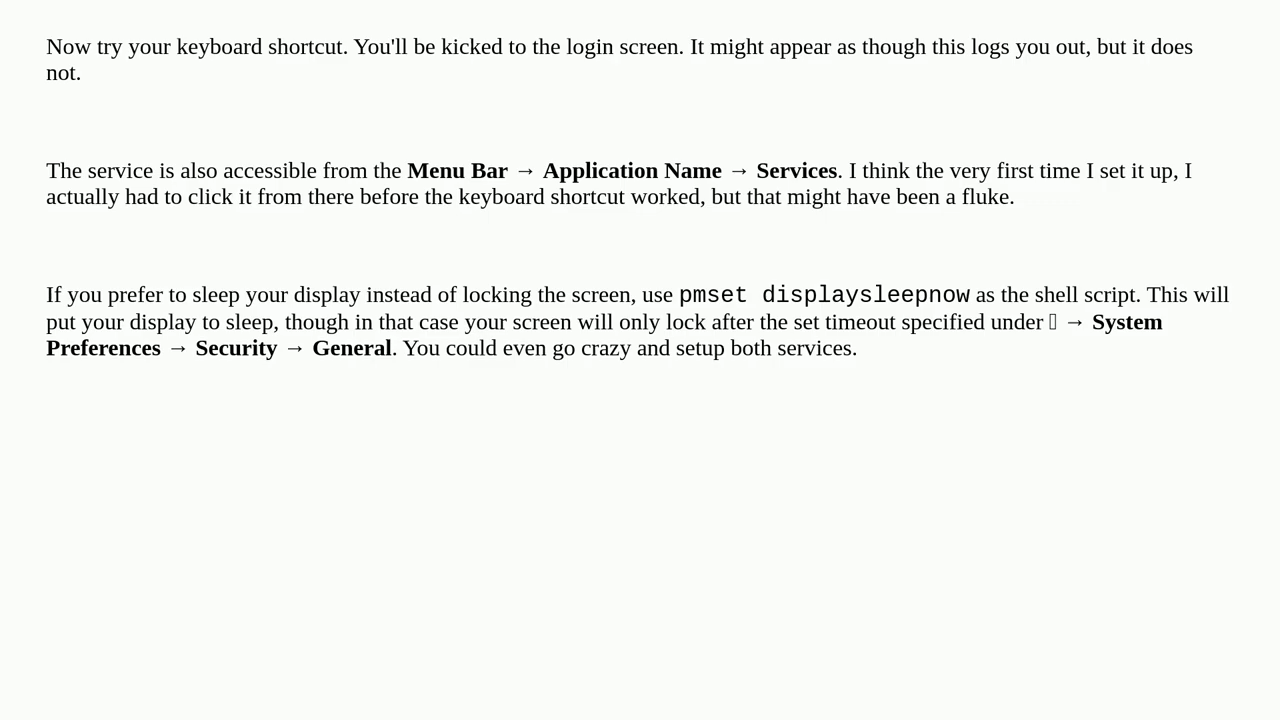 Now try your keyboard shortcut. You'll be kicked to the login screen. It might appear as though this logs you out, but it does
not.
The service is also accessible from the Menu Bar → Application Name → Services. I think the very first time I set it up, I
actually had to click it from there before the keyboard shortcut worked, but that might have been a fluke.
If you prefer to sleep your display instead of locking the screen, use pmset displaysleepnow as the shell script. This will
put your display to sleep, though in that case your screen will only lock after the set timeout specified under  → System
Preferences → Security → General. You could even go crazy and setup both services.